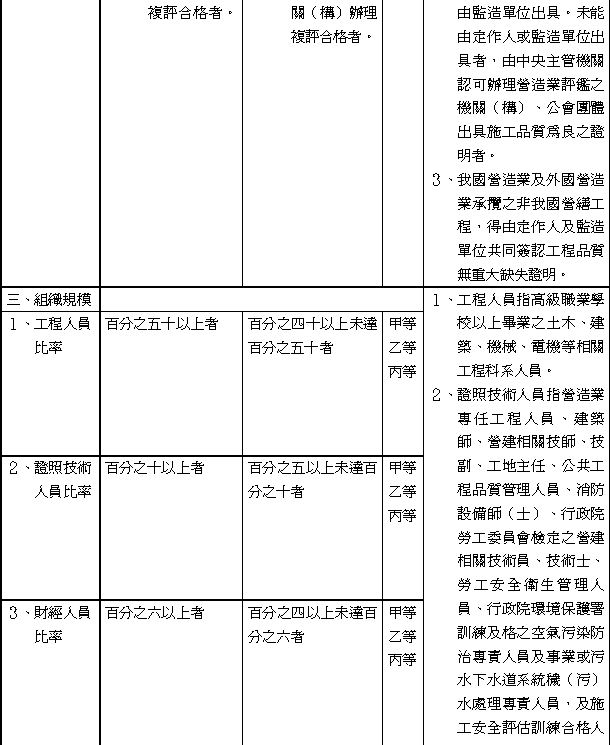 複評合格者。
關（構）辦理
複評合格者。
由監造單位出具。未能
由定作人或監造單位出
具者，由中央主管機關
認可辦理營造業評鑑之
機關（構）、公會團體
出具施工品質為良之證
明者。
３、我國營造業及外國營造
業承攬之非我國營繕工
程，得由定作人及監造
單位共同簽認工程品質
無重大缺失證明。
三、組織規模
１、工程人員
比率
百分之五十以上者
百分之四十以上未達
百分之五十者
甲等
乙等
丙等
２、證照技術
人員比率
百分之十以上者
百分之五以上未達百
分之十者
甲等
乙等
丙等
３、財經人員
比率
百分之六以上者
百分之四以上未達百
分之六者
甲等
乙等
丙等
１、工程人員指高級職業學
校以上畢業之土木、建
築、機械、電機等相關
工程科系人員。
２、證照技術人員指營造業
專任工程人員、建築
師、營建相關技師、技
副、工地主任、公共工
程品質管理人員、消防
設備師（士）、行政院
勞工委員會檢定之營建
相關技術員、技術士、
勞工安全衛生管理人
員、行政院環境保護署
訓練及格之空氣污染防
治專責人員及事業或污
水下水道系統機（污）
水處理專責人員，及施
工安全評估訓練合格人